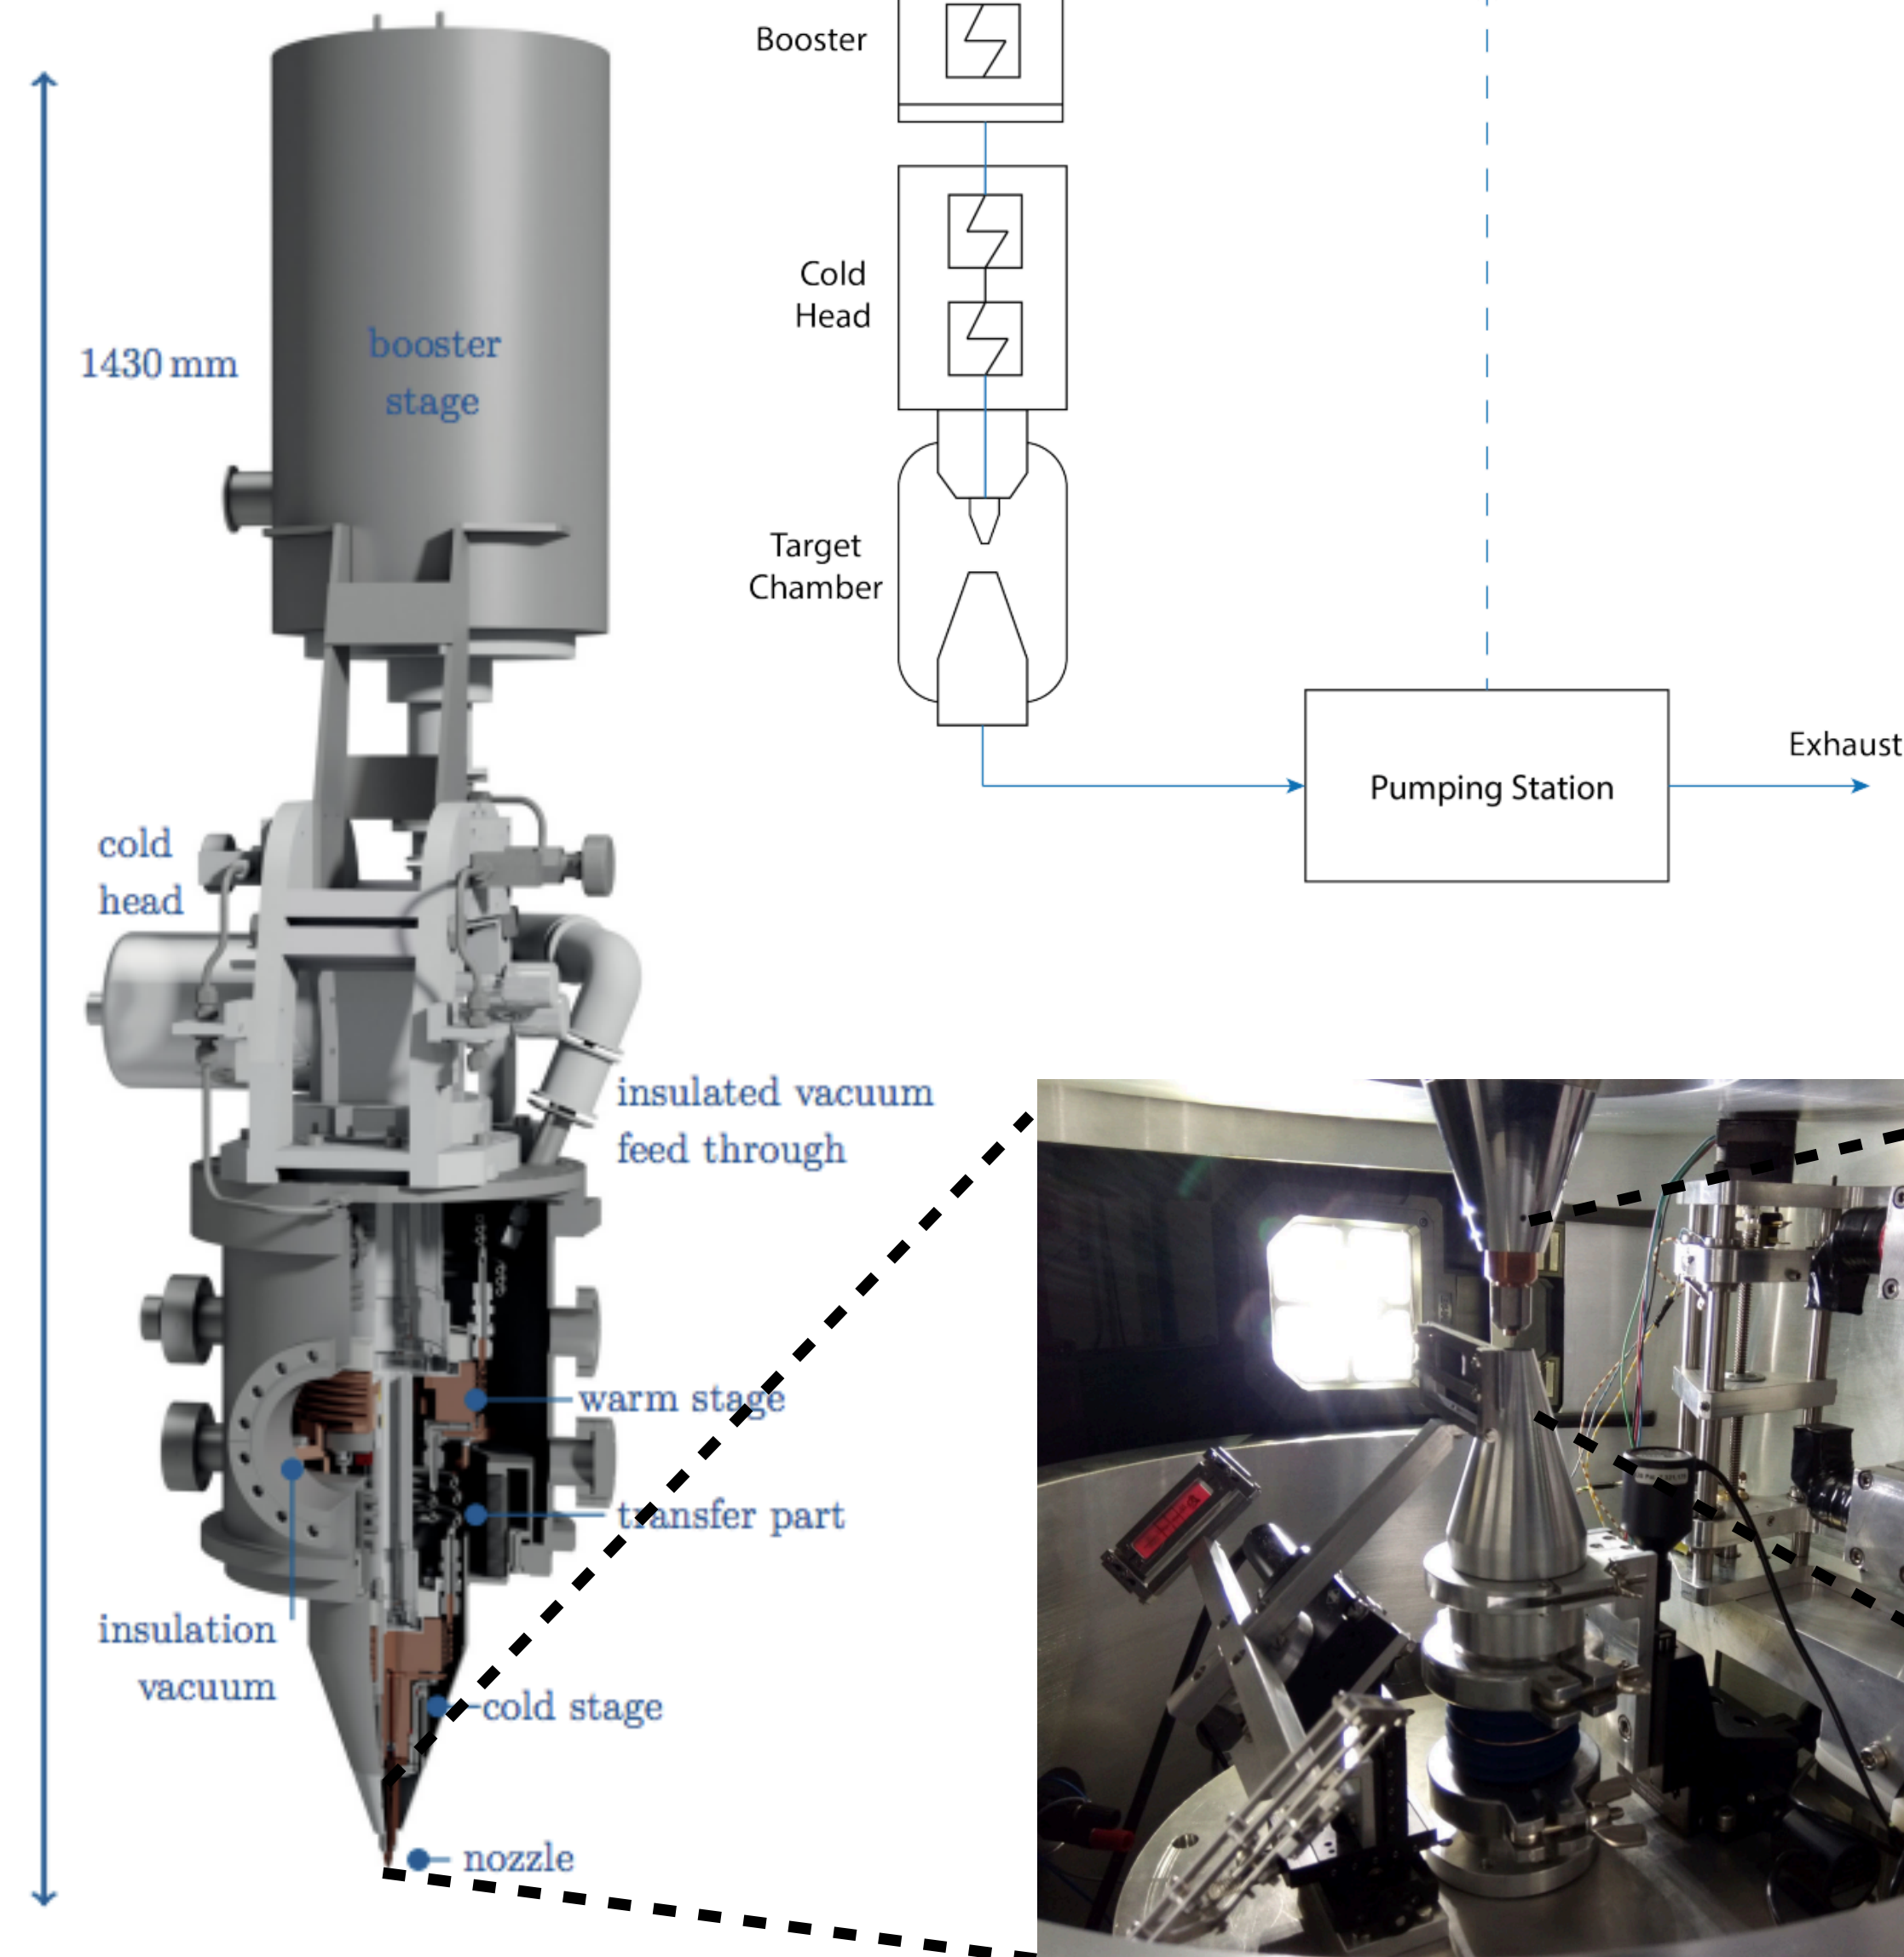 1430 mm
booster
stage
cold
head
insulated vacuum
feed through
warm stage
transfer part
insulation
vacuum
cold stage
nozzle
Booster
Cold
Head
Target
Chamber
Pumping Station
Exhaust